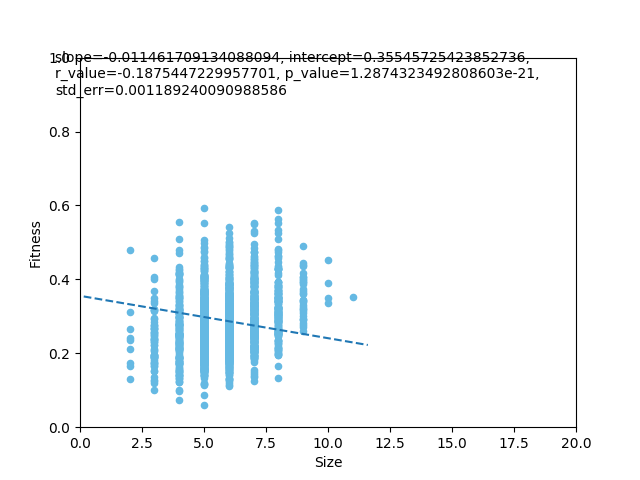 slope=-0.011461709134088094, intercept=0.35545725423852736,
r_value=-0.1875447229957701, p_value=1.2874323492808603e-21,
std_err=0.001189240090988586
1.0
0.8
0.6
0.4
0.2
0.0
Fitness
0.0 2.5 5.0 7.5 10.0 12.5 15.0 17.5 20.0
Size